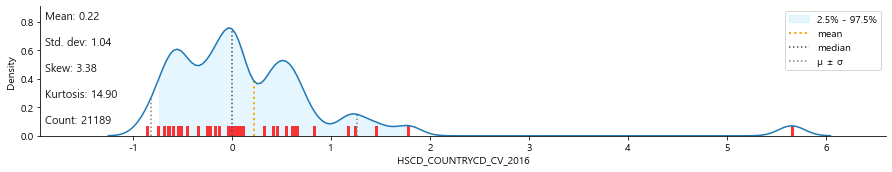 Mean: 0.22
Std. dev: 1.04
Skew: 3.38
Kurtosis: 14.90
Count: 21189
2.5% - 97.5%
mean
median
μ ± σ
Density
0.8
0.6
0.4
0.2
0.0
-1 0 1 2 3 4 5 6
HSCD_COUNTRYCD_CV_2016